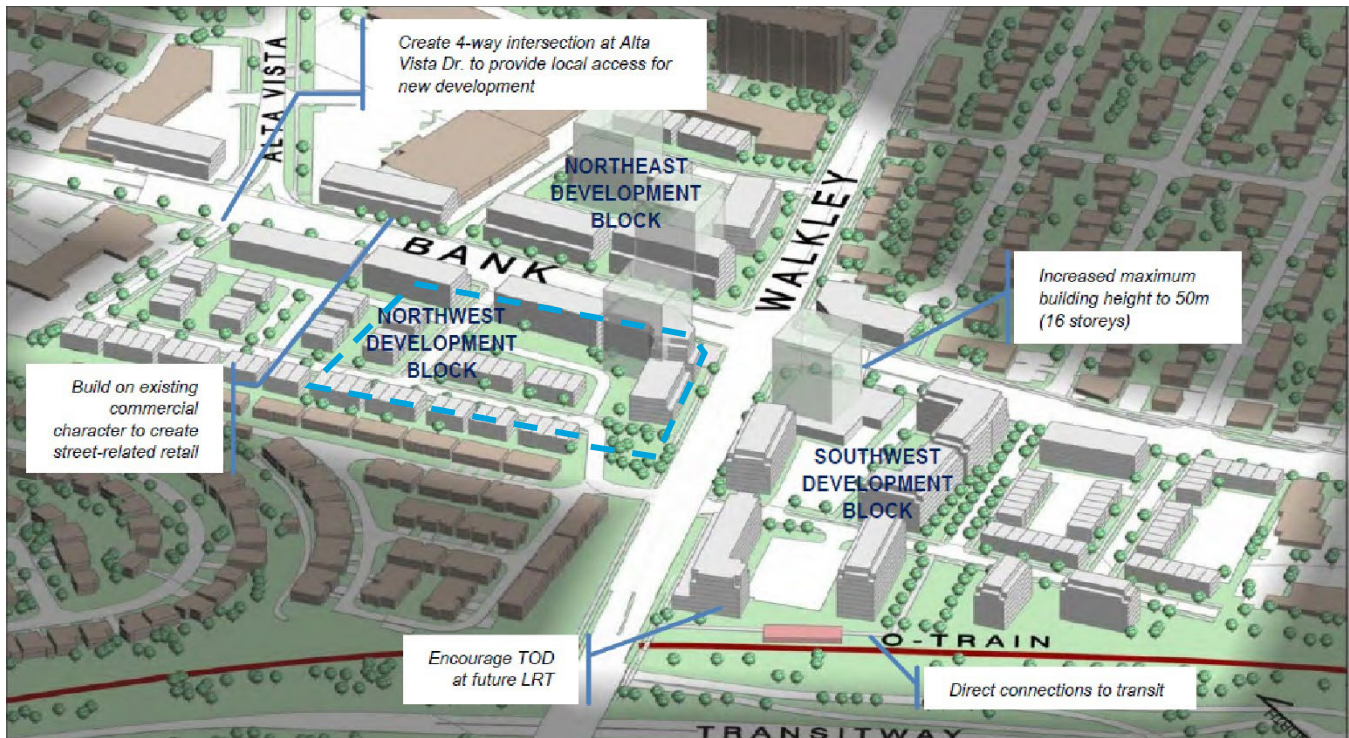 Create 4-way intersection at Alta
Vista Dr. to provide local access for
new development
ALTA VISTA
NORTHEAST
DEVELOPMENT
BLOCK
WALKLEY
BANK
Increased maximum
building height to 50m
(16 storeys)
NORTHWEST
DEVELOPMENT
BLOCK
Build on existing
commercial
character to create
street-related retail
SOUTHWEST
DEVELOPMENT
BLOCK
O-TRAIN
Encourage TOD
at future LRT
Direct connections to transit
TRANSITWAY
NORTH